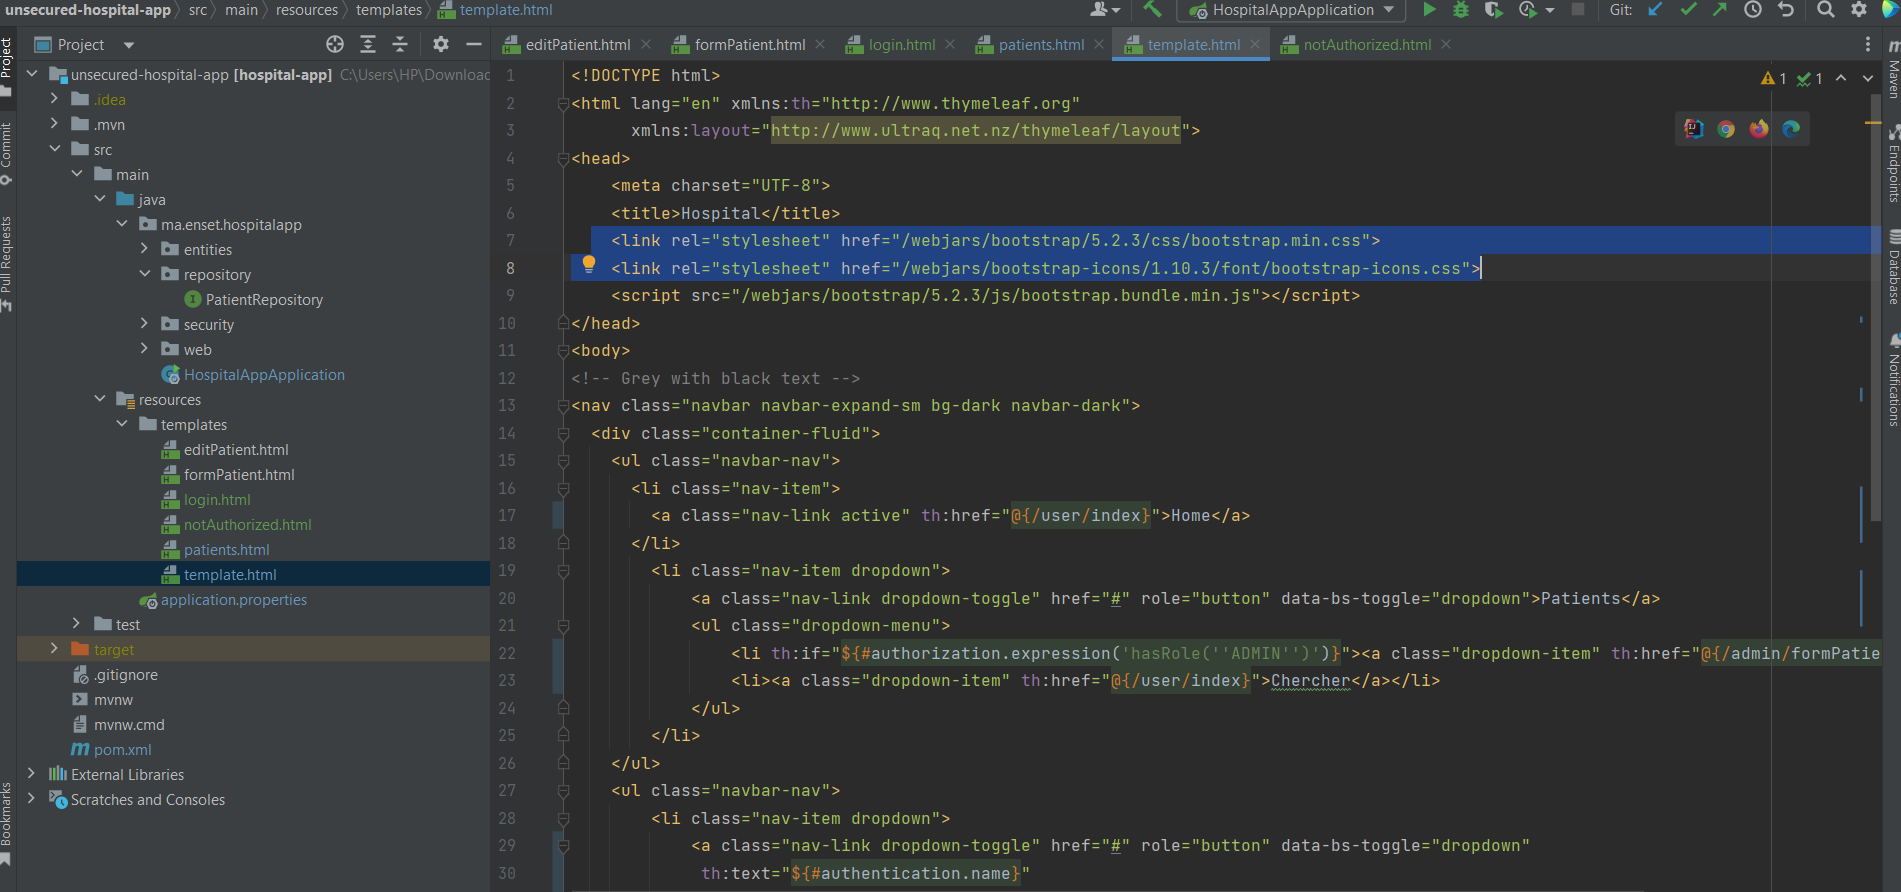 unsecured-hospital-app src main resources templates template.html
HospitalAppApplication Git:
Project
editPatient.html formPatient.html login.html patients.html template.html notAuthorized.html
unsecured-hospital-app [hospital-app] C:\Users\HP\Downloac
.idea
.mvn
src
main
java
ma.enset.hospitalapp
entities
repository
PatientRepository
security
web
HospitalAppApplication
resources
templates
editPatient.html
formPatient.html
login.html
notAuthorized.html
patients.html
template.html
application.properties
test
target
.gitignore
mvnw
mvnw.cmd
pom.xml
External Libraries
Scratches and Consoles
Project
Commit
Pull Requests
Bookmarks
1 <!DOCTYPE html>
2 <html lang="en" xmlns:th="http://www.thymeleaf.org"
3 xmlns:layout="http://www.ultraq.net.nz/thymeleaf/layout">
4 <head>
5 <meta charset="UTF-8">
6 <title>Hospital</title>
7 <link rel="stylesheet" href="/webjars/bootstrap/5.2.3/css/bootstrap.min.css">
8 <link rel="stylesheet" href="/webjars/bootstrap-icons/1.10.3/font/bootstrap-icons.css">
9 <script src="/webjars/bootstrap/5.2.3/js/bootstrap.bundle.min.js"></script>
10 </head>
11 <body>
12 <!-- Grey with black text -->
13 <nav class="navbar navbar-expand-sm bg-dark navbar-dark">
14 <div class="container-fluid">
15 <ul class="navbar-nav">
16 <li class="nav-item">
17 <a class="nav-link active" th:href="@{/user/index}">Home</a>
18 </li>
19 <li class="nav-item dropdown">
20 <a class="nav-link dropdown-toggle" href="#" role="button" data-bs-toggle="dropdown">Patients</a>
21 <ul class="dropdown-menu">
22 <li th:if="${#authorization.expression('hasRole(''ADMIN'')')}"><a class="dropdown-item" th:href="@{/admin/formPatie
23 <li><a class="dropdown-item" th:href="@{/user/index}">Chercher</a></li>
24 </ul>
25 </li>
26 </ul>
27 <ul class="navbar-nav">
28 <li class="nav-item dropdown">
29 <a class="nav-link dropdown-toggle" href="#" role="button" data-bs-toggle="dropdown"
30 th:text="${#authentication.name}"
1 1
Maven
Endpoints
Database
Notifications